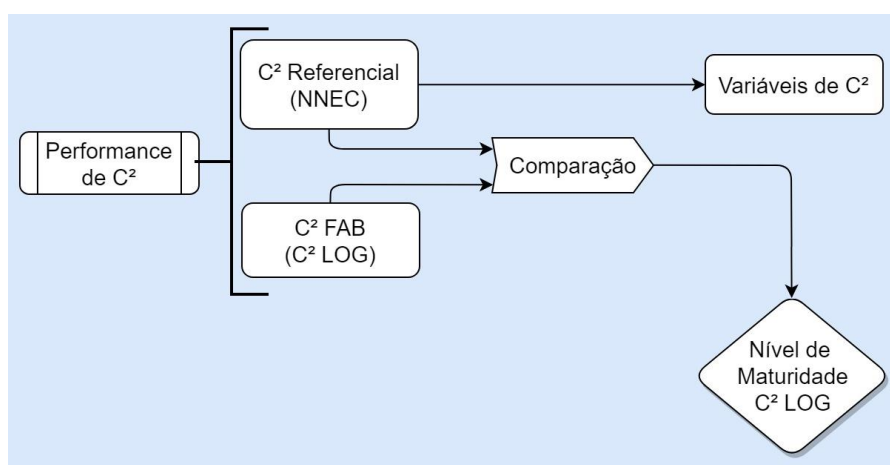 C² Referencial
(NNEC)
Variáveis de C²
Performance
de C²
Comparação
C² FAB
(C² LOG)
Nível de
Maturidade
C² LOG